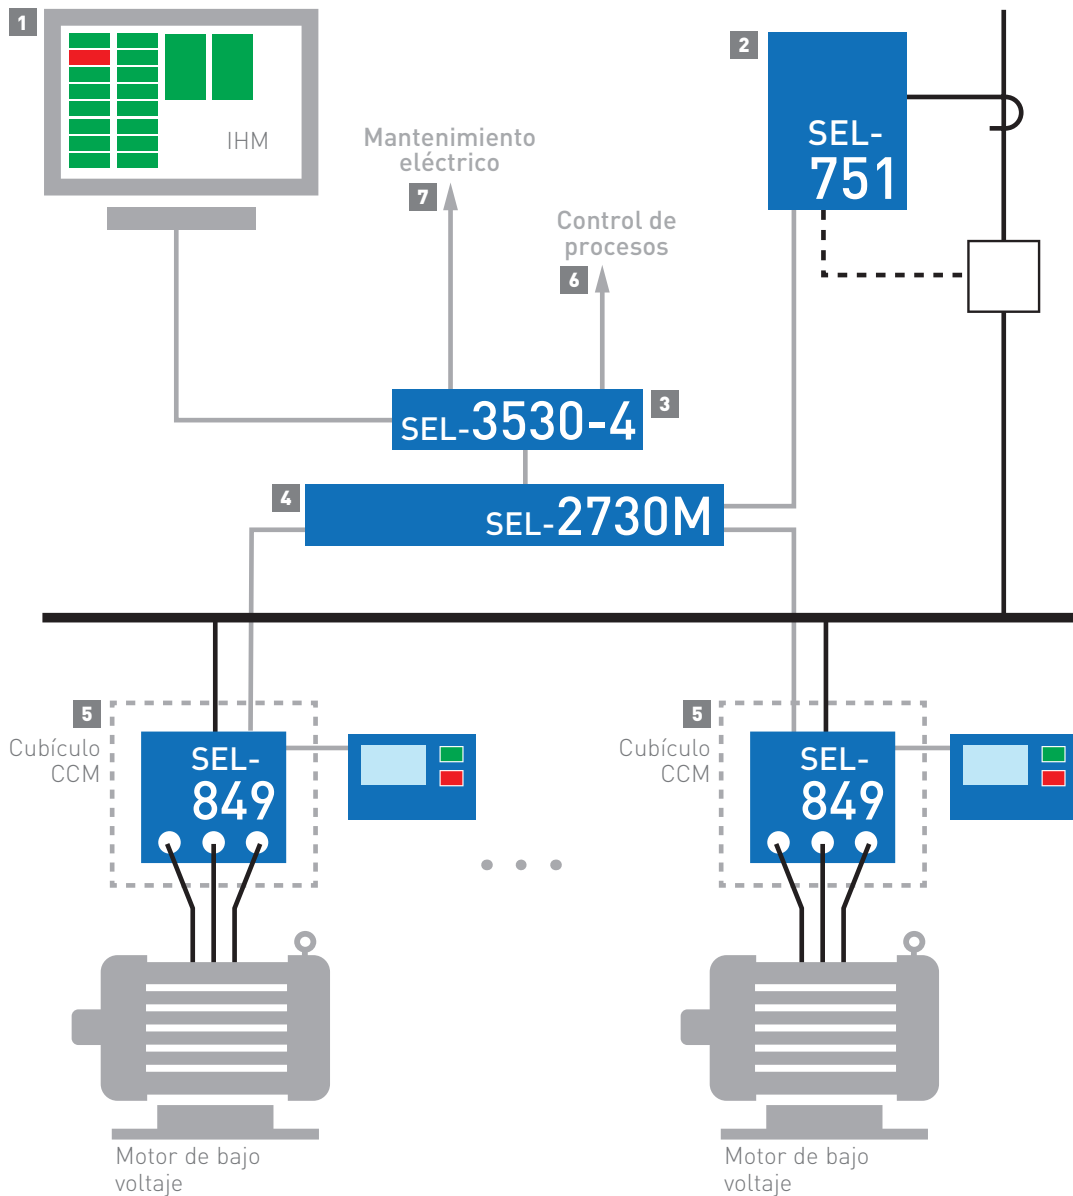 1
IHM
Mantenimiento
eléctrico
7
Control de
procesos
6
2
SEL-
751
SEL-3530-4
3
4
SEL-2730M
5
Cubículo
CCM
SEL-
849
5
Cubículo
CCM
SEL-
849
Motor de bajo
voltaje
Motor de bajo
voltaje